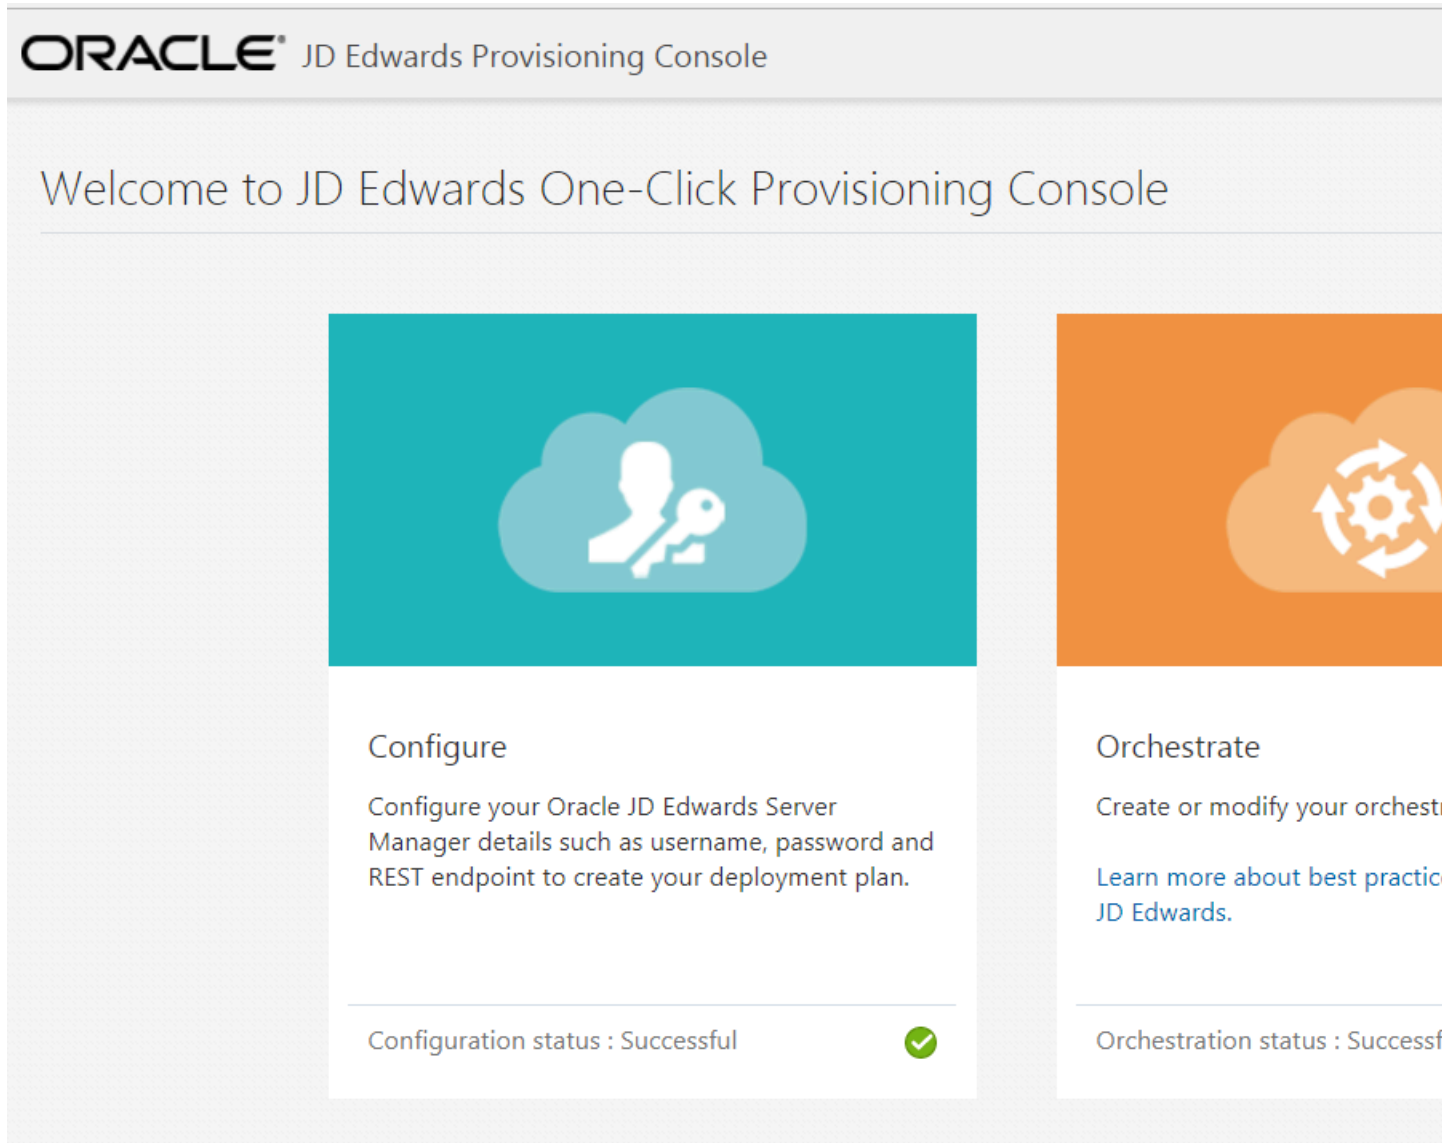 ORACLE® JD Edwards Provisioning Console
Welcome to JD Edwards One-Click Provisioning Console
Configure
Configure your Oracle JD Edwards Server
Manager details such as username, password and
REST endpoint to create your deployment plan.
Configuration status : Successful
Orchestrate
Create or modify your
Learn more about best
JD Edwards.
Orchestration status :